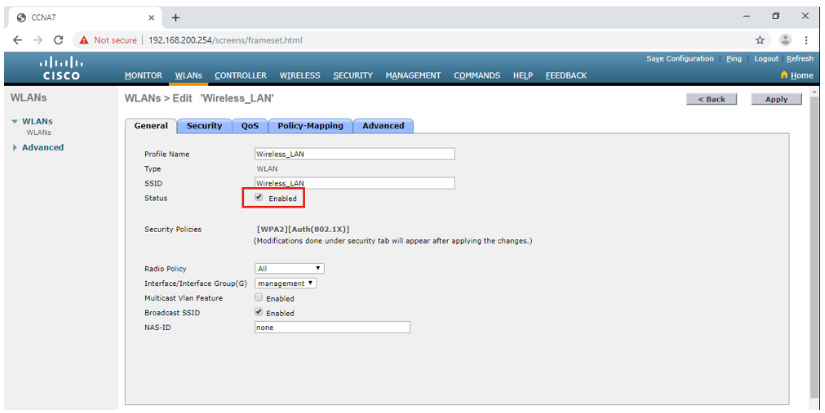 CCNA7
Not secure | 192.168.200.254/screens/frameset.html
Save Configuration | Ping | Logout | Refresh
CISCO
MONITOR WLANs CONTROLLER WIRELESS SECURITY MANAGEMENT COMMANDS HELP FEEDBACK
Home
WLANs
WLANs > Edit 'Wireless_LAN'
< Back
Apply
WLANs
WLANs
Advanced
General Security QoS Policy-Mapping Advanced
Profile Name Wireless_LAN
Type WLAN
SSID Wireless_LAN
Status Enabled
Security Policies [WPA2][Auth(802.1X)]
(Modifications done under security tab will appear after applying the changes.)
Radio Policy All
Interface/Interface Group(G) management
Multicast Vlan Feature Enabled
Broadcast SSID Enabled
NAS-ID none